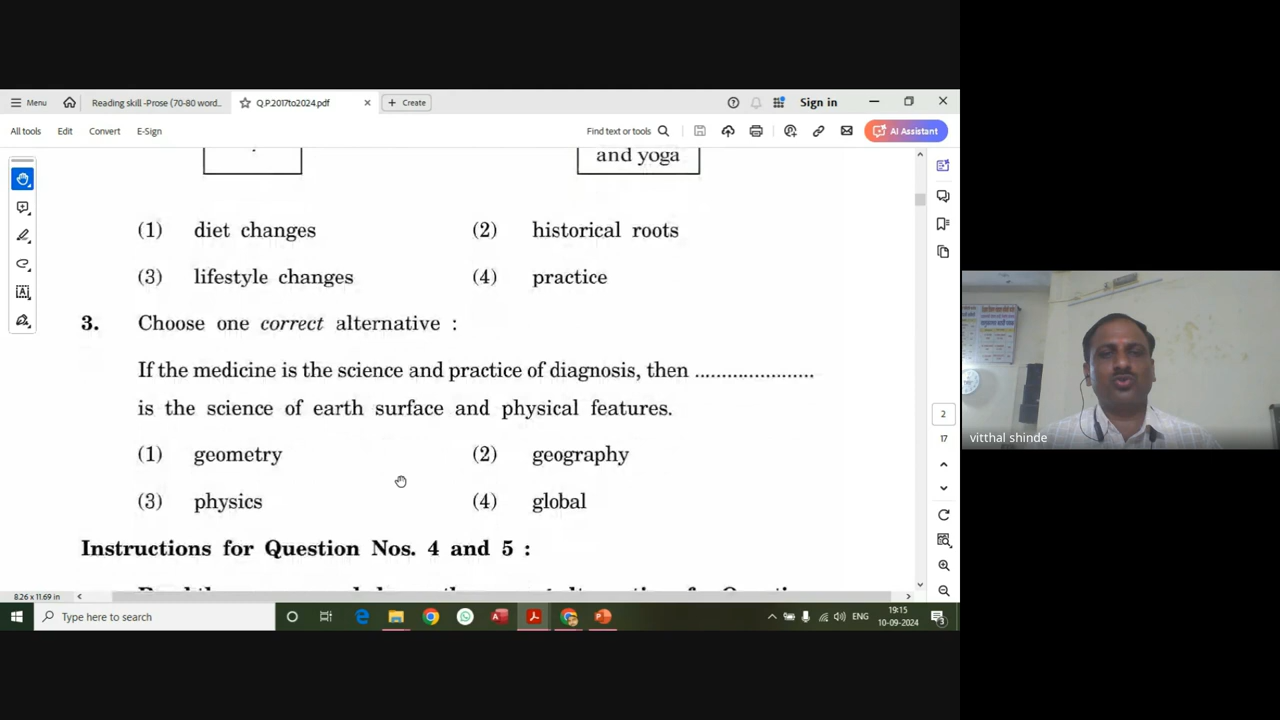 Menu
Reading skill -Prose (70-80 word...
Q.P.2017to2024.pdf
Create
Sign in
All tools
Edit
Convert
E-Sign
Find text or tools
AI Assistant
and yoga
(1) diet changes
(2) historical roots
(3) lifestyle changes
(4) practice
3. Choose one correct alternative :
If the medicine is the science and practice of diagnosis, then ......................
is the science of earth surface and physical features.
(1) geometry
(2) geography
(3) physics
(4) global
Instructions for Question Nos. 4 and 5 :
2
17
8.26 x 11.69 in
vitthal shinde
Type here to search
ENG
19:15
10-09-2024
3